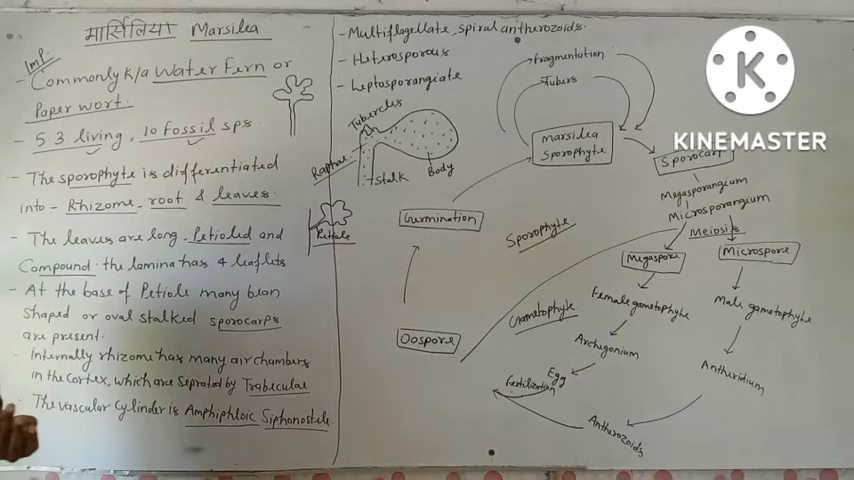 मार्सिलिया Marsilea
Imp.
- Commonly k/a Water Fern or
Paper wort.
- 53 living, 10 Fossil sps.
- The sporophyte is differentiated
into - Rhizome, root & leaves.
- The leaves are long, Petioled and
Compound. the lamina has 4 leaflets
- At the base of Petiole many bean
shaped or oval stalked sporocarps
are present.
- Internally rhizome has many air chambers
in the cortex, which are seprated by Trabeculae
- The vascular cylinder is Amphiphloic Siphonostele.
- Multiflagellate, spiral antherozoids.
- Heterosporous
- Leptosporangiate
Tubercles
Raphae
Stalk
Body
Petiole
fragmentation
Tubers
Marsilea
Sporophyte
Sporocarp
Megasporangium
Microsporangium
Meiosis
Megaspore
Microspore
Female gametophyte
Male gametophyte
Archegonium
Antheridium
Egg
Fertilization
Antherozoids
Oospore
Germination
Sporophyte
Gametophyte
K
KINEMASTER